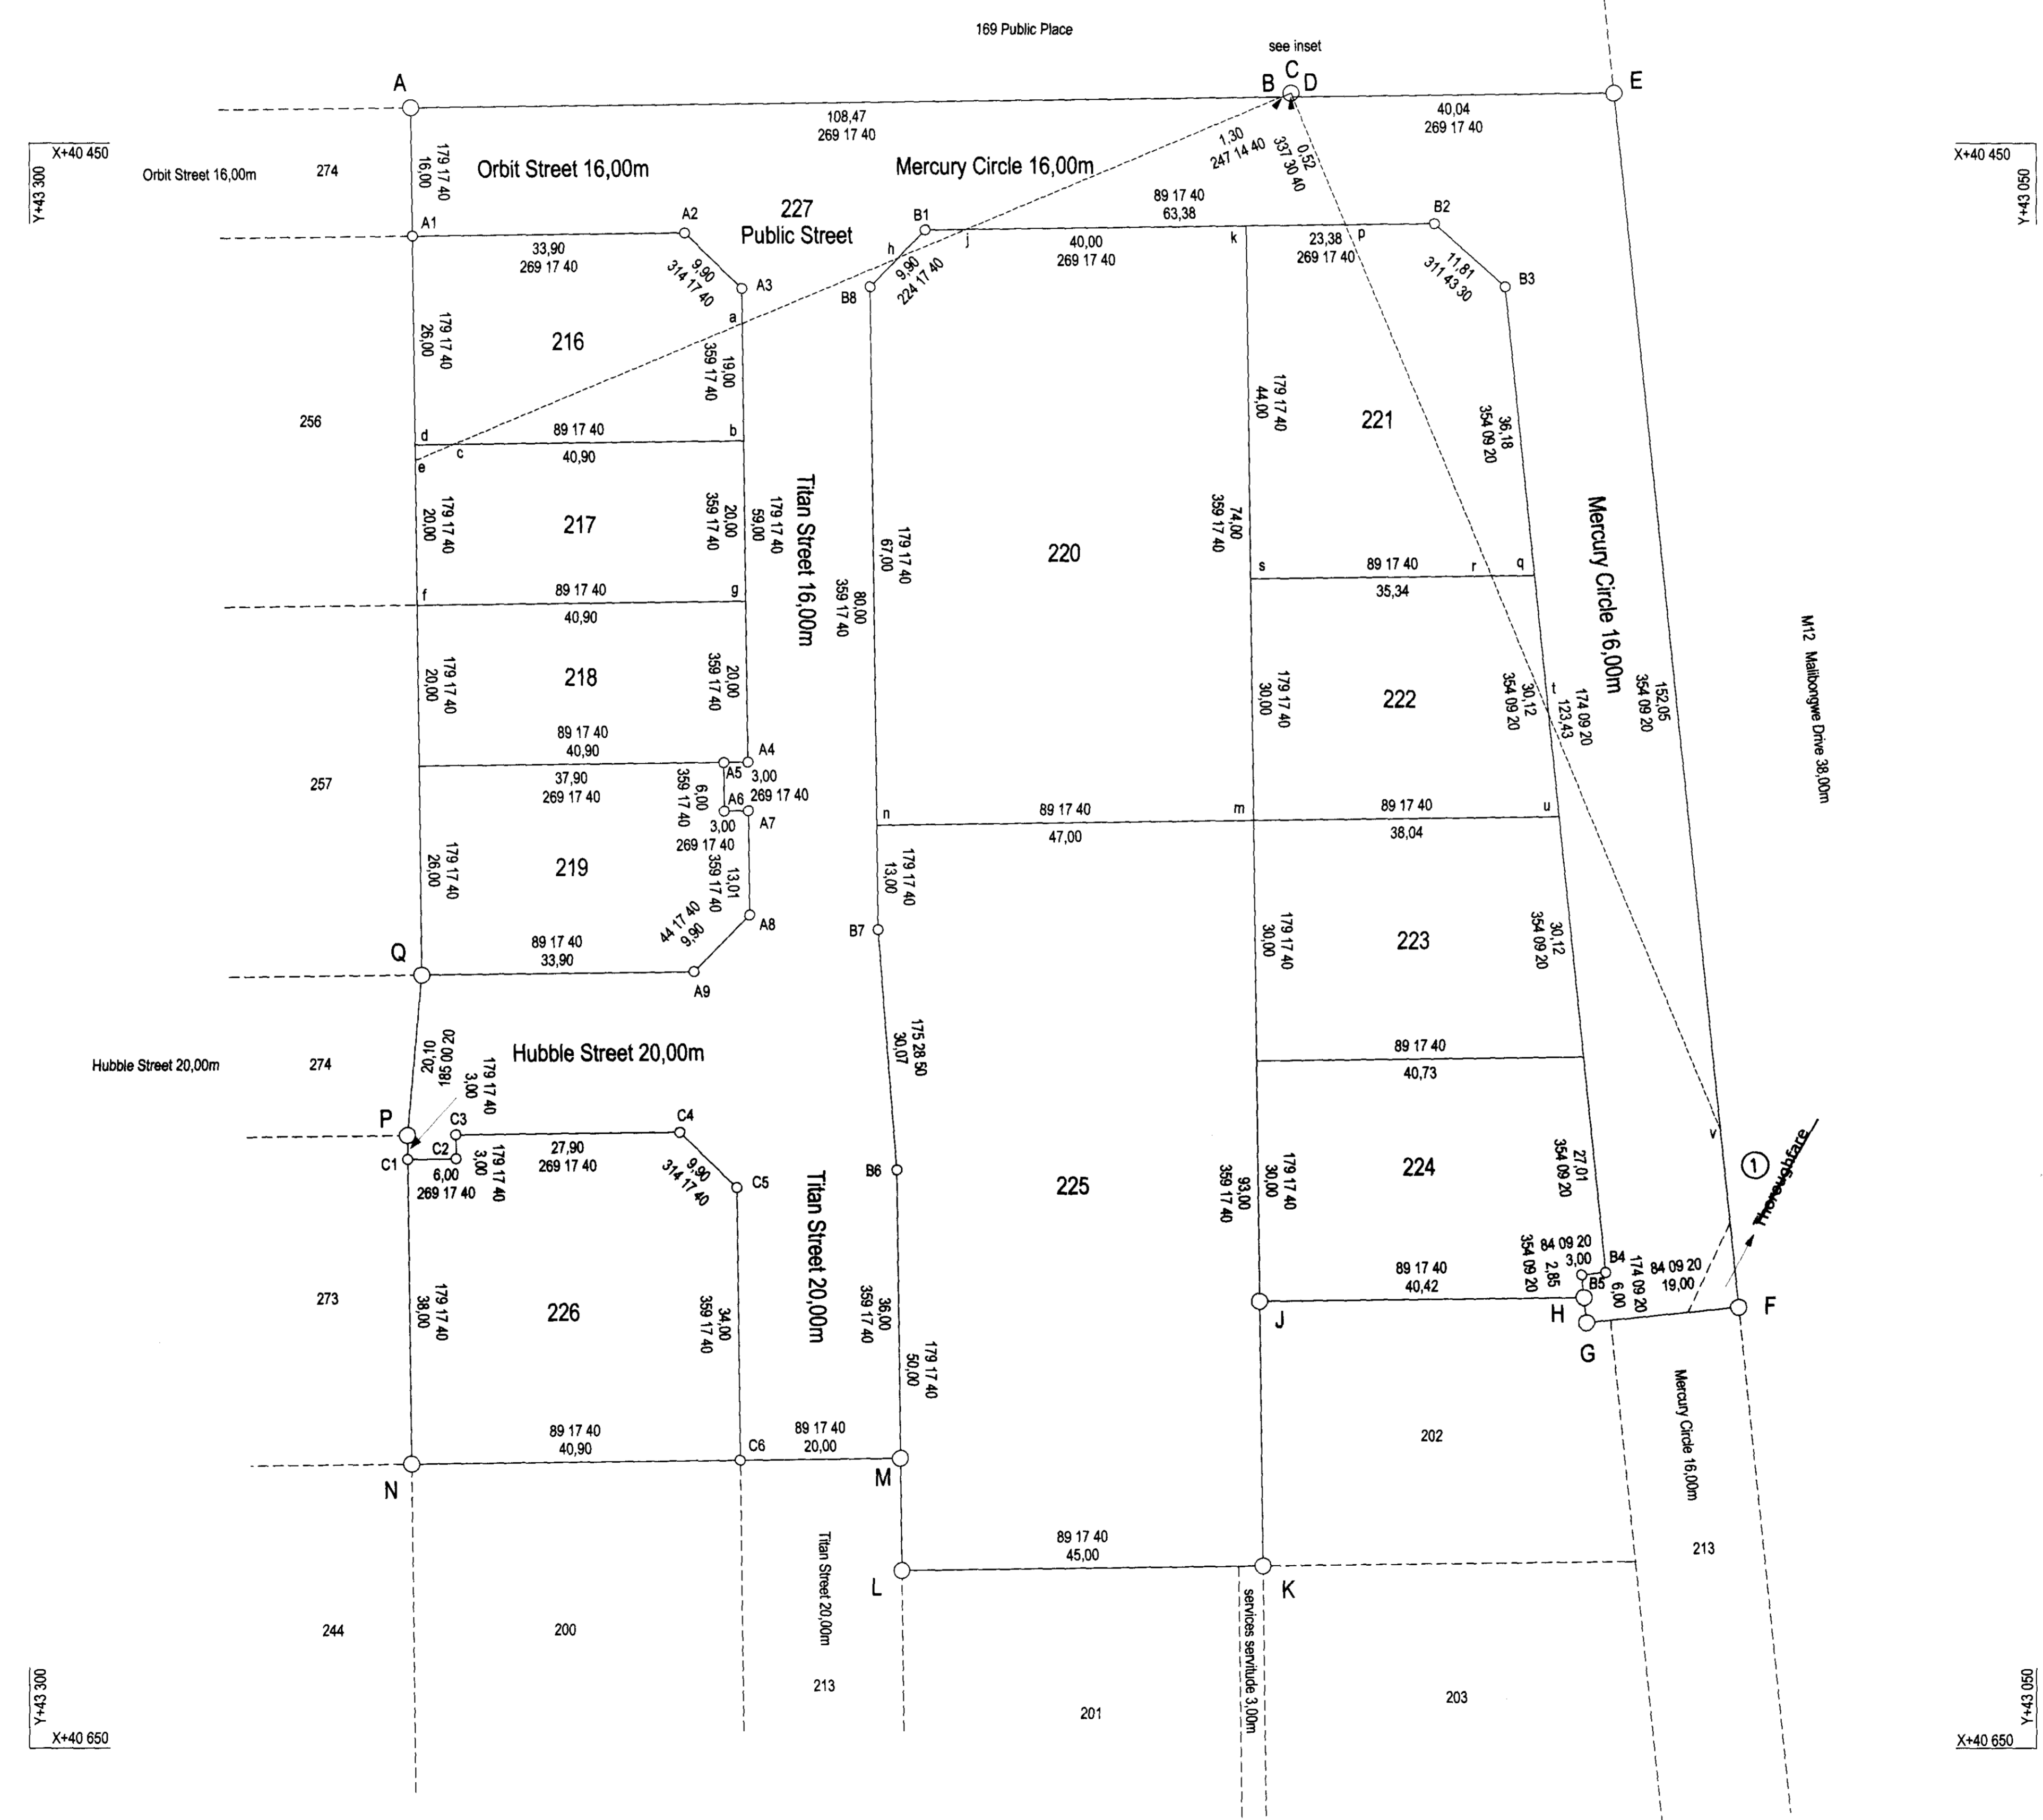 169 Public Place
see inset
A
B
C
D
E
108,47
269 17 40
40,04
269 17 40
X+40 450
Y+43 300
X+40 450
Y+43 050
Orbit Street 16,00m
274
179 17 40
16,00
Orbit Street 16,00m
Mercury Circle 16,00m
1,30
247 14 40
0,52
337 30 40
227
Public Street
A1
A2
33,90
269 17 40
9,90
314 17 40
A3
B1
89 17 40
63,38
B2
h
j
40,00
269 17 40
k
23,38
269 17 40
p
9,90
224 17 40
B8
11,81
311 43 30
B3
179 17 40
26,00
216
a
19,00
359 17 40
256
d
89 17 40
b
e
c
40,90
179 17 40
44,00
221
36,18
354 09 20
179 17 40
20,00
217
20,00
359 17 40
179 17 40
59,00
Titan Street 16,00m
179 17 40
67,00
80,00
359 17 40
220
74,00
359 17 40
s
89 17 40
r
q
35,34
Mercury Circle 16,00m
f
89 17 40
g
40,90
M12 Malibongwe Drive 38,00m
179 17 40
20,00
218
20,00
359 17 40
179 17 40
30,00
222
30,12
354 09 20
t
174 09 20
123,43
152,05
354 09 20
89 17 40
40,90
A4
37,90
269 17 40
A5
3,00
269 17 40
6,00
359 17 40
A6
A7
3,00
269 17 40
257
n
89 17 40
m
47,00
89 17 40
u
38,04
179 17 40
26,00
219
13,01
359 17 40
44 17 40
9,90
A8
179 17 40
13,00
B7
179 17 40
30,00
223
30,12
354 09 20
Q
89 17 40
33,90
A9
Hubble Street 20,00m
274
185 00 20
20,10
179 17 40
3,00
Hubble Street 20,00m
175 28 50
30,07
89 17 40
40,73
P
C1
C2
C3
6,00
269 17 40
179 17 40
3,00
27,90
269 17 40
C4
9,90
314 17 40
C5
B6
225
93,00
359 17 40
179 17 40
30,00
224
27,01
354 09 20
v
1
Thoroughfare
Titan Street 20,00m
273
179 17 40
38,00
226
34,00
359 17 40
36,00
359 17 40
179 17 40
50,00
89 17 40
40,42
354 09 20
2,85
84 09 20
3,00
B4
B5
174 09 20
6,00
84 09 20
19,00
J
H
G
F
89 17 40
40,90
C6
89 17 40
20,00
N
M
202
Mercury Circle 16,00m
89 17 40
45,00
L
K
213
244
200
Titan Street 20,00m
213
201
services servitude 3,00m
203
Y+43 300
X+40 650
Y+43 050
X+40 650